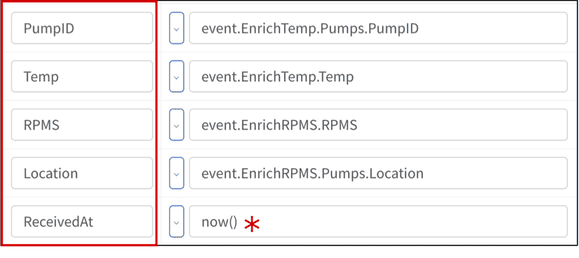 PumpID event.EnrichTemp.Pumps.PumpID
Temp event.EnrichTemp.Temp
RPMS event.EnrichRPMS.RPMS
Location event.EnrichRPMS.Pumps.Location
ReceivedAt now() *